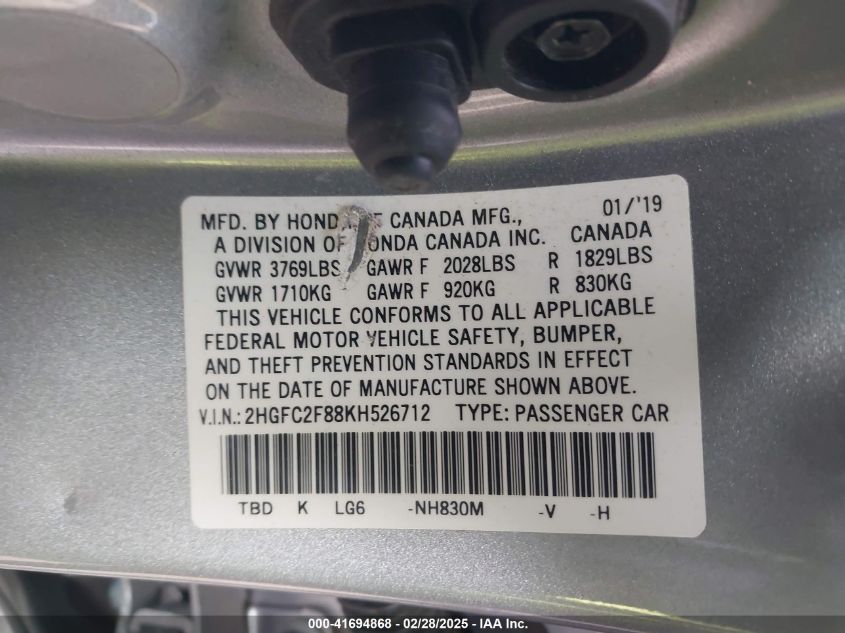 MFD. BY HONDA OF CANADA MFG., 01/'19
A DIVISION OF HONDA CANADA INC. CANADA
GVWR 3769LBS GAWR F 2028LBS R 1829LBS
GVWR 1710KG GAWR F 920KG R 830KG
THIS VEHICLE CONFORMS TO ALL APPLICABLE
FEDERAL MOTOR VEHICLE SAFETY, BUMPER,
AND THEFT PREVENTION STANDARDS IN EFFECT
ON THE DATE OF MANUFACTURE SHOWN ABOVE.
V.I.N.: 2HGFC2F88KH526712 TYPE: PASSENGER CAR
TBD K LG6 -NH830M -V -H
000-41694868 - 02/28/2025 - IAA Inc.